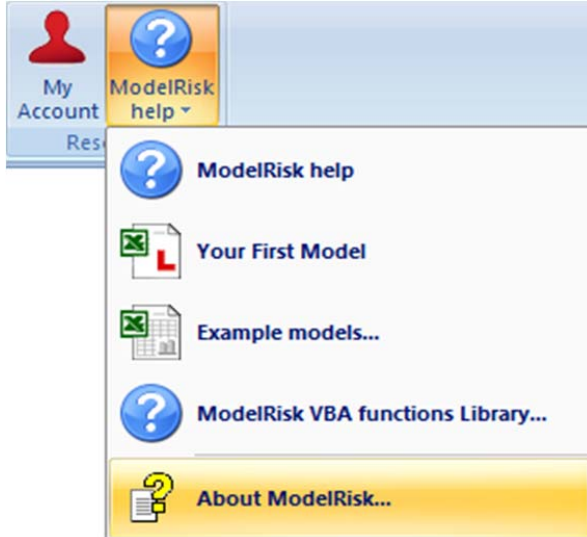 My Account
ModelRisk help
ModelRisk help
Your First Model
Example models...
ModelRisk VBA functions Library...
About ModelRisk...